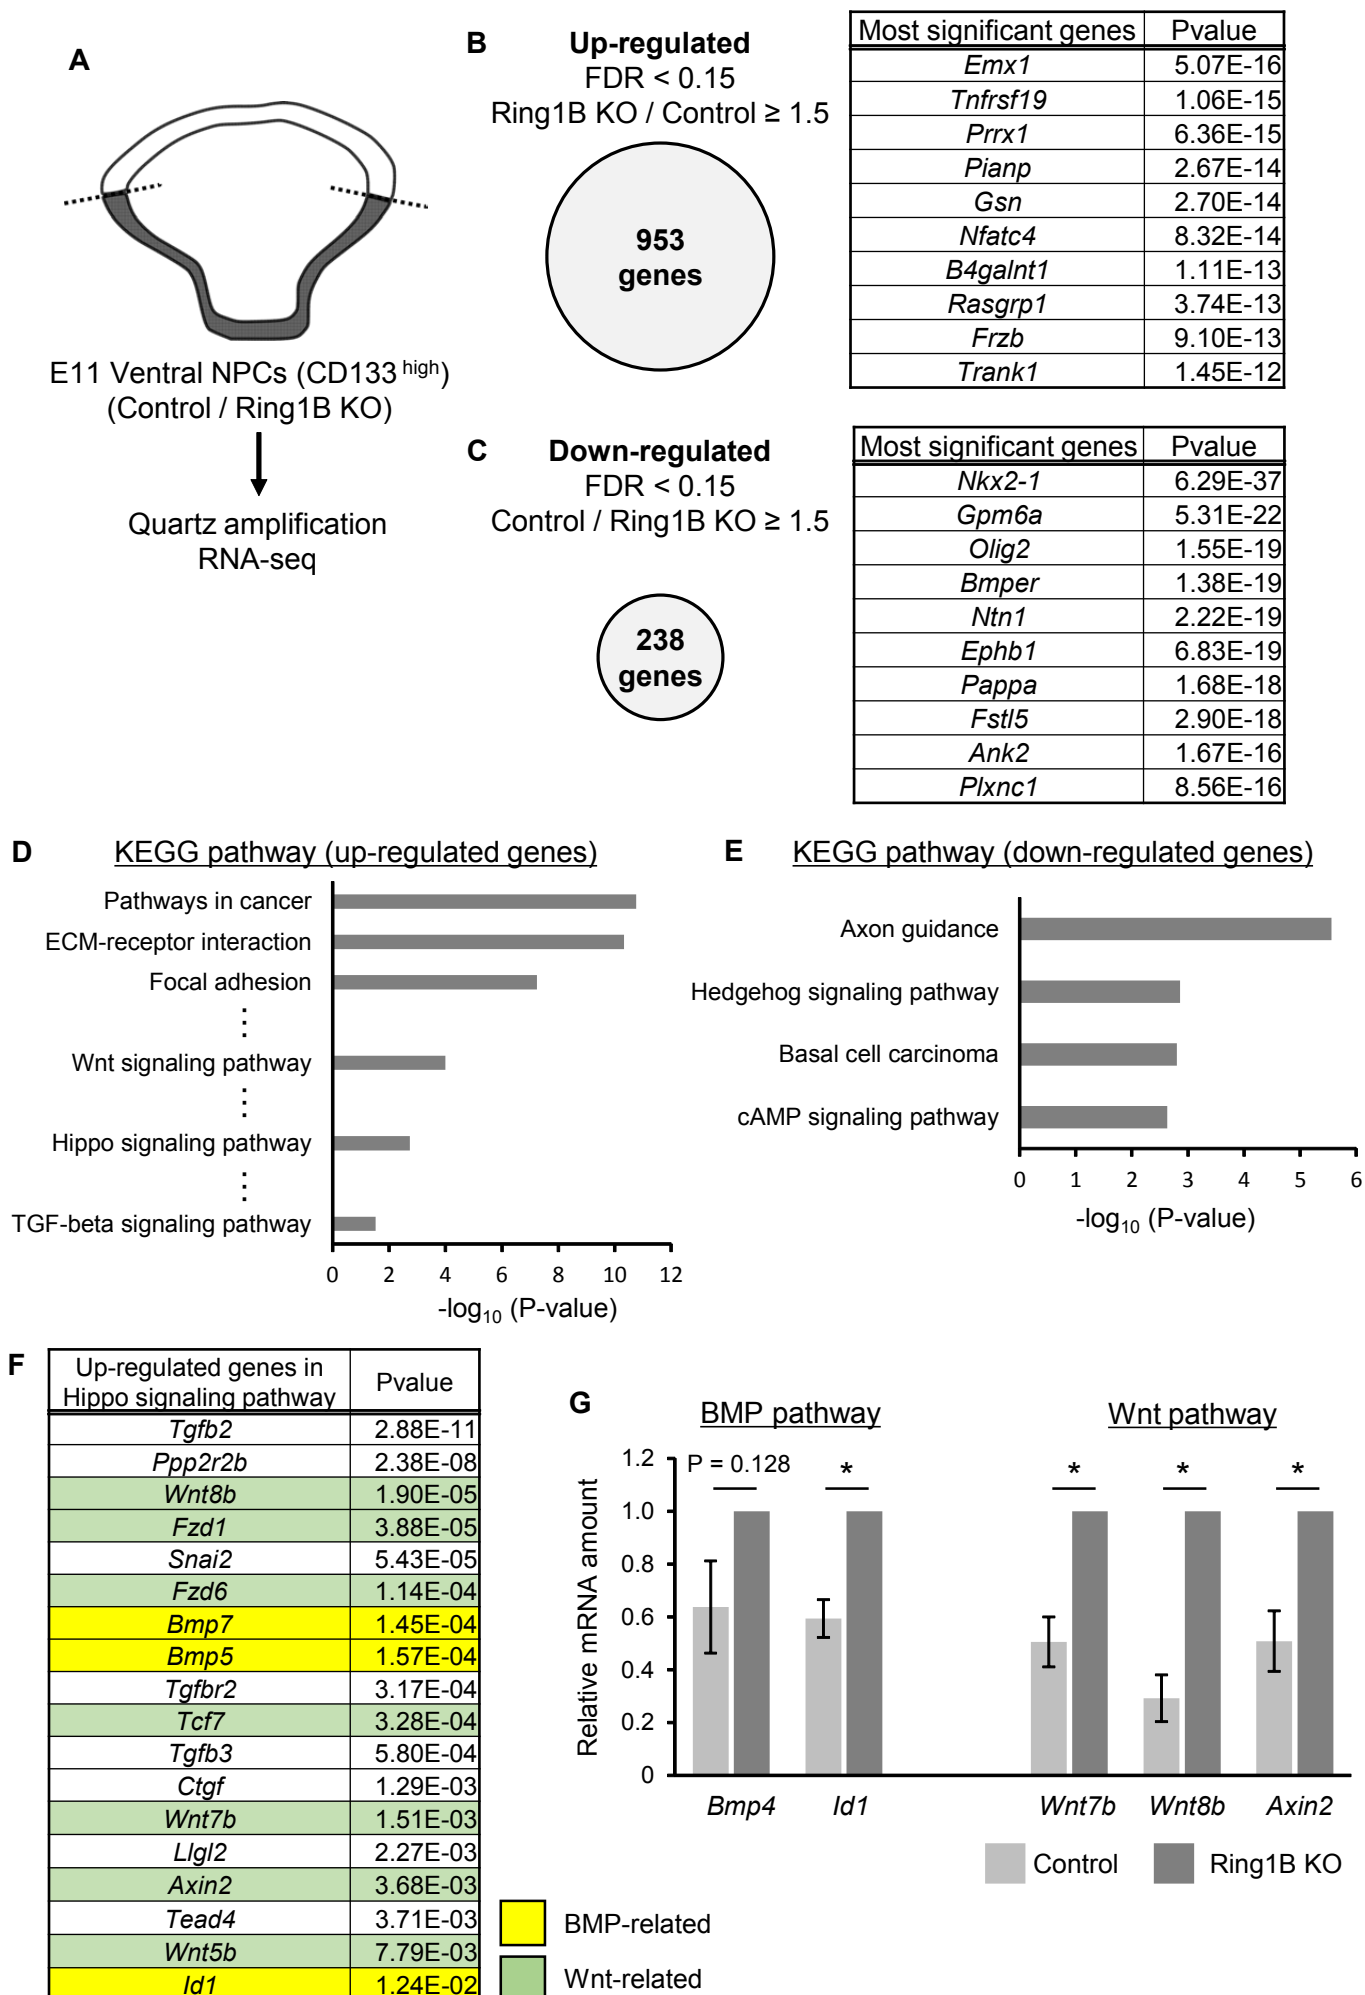 A
E11 Ventral NPCs (CD133 high)
(Control / Ring1B KO)
Quartz amplification
RNA-seq
B
Up-regulated
FDR < 0.15
Ring1B KO / Control ≥ 1.5
953
genes
Most significant genes Pvalue
Emx1 5.07E-16
Tnfrsf19 1.06E-15
Prrx1 6.36E-15
Pianp 2.67E-14
Gsn 2.70E-14
Nfatc4 8.32E-14
B4galnt1 1.11E-13
Rasgrp1 3.74E-13
Frzb 9.10E-13
Trank1 1.45E-12
C
Down-regulated
FDR < 0.15
Control / Ring1B KO ≥ 1.5
238
genes
Most significant genes Pvalue
Nkx2-1 6.29E-37
Gpm6a 5.31E-22
Olig2 1.55E-19
Bmper 1.38E-19
Ntn1 2.22E-19
Ephb1 6.83E-19
Pappa 1.68E-18
Fstl5 2.90E-18
Ank2 1.67E-16
Plxnc1 8.56E-16
D
KEGG pathway (up-regulated genes)
Pathways in cancer
ECM-receptor interaction
Focal adhesion
Wnt signaling pathway
Hippo signaling pathway
TGF-beta signaling pathway
0 2 4 6 8 10 12
-log10 (P-value)
E
KEGG pathway (down-regulated genes)
Axon guidance
Hedgehog signaling pathway
Basal cell carcinoma
cAMP signaling pathway
0 1 2 3 4 5 6
-log10 (P-value)
F
Up-regulated genes in
Hippo signaling pathway
Pvalue
Tgfb2 2.88E-11
Ppp2r2b 2.38E-08
Wnt8b 1.90E-05
Fzd1 3.88E-05
Snai2 5.43E-05
Fzd6 1.14E-04
Bmp7 1.45E-04
Bmp5 1.57E-04
Tgfbr2 3.17E-04
Tcf7 3.28E-04
Tgfb3 5.80E-04
Ctgf 1.29E-03
Wnt7b 1.51E-03
Llgl2 2.27E-03
Axin2 3.68E-03
Tead4 3.71E-03
Wnt5b 7.79E-03
Id1 1.24E-02
BMP-related
Wnt-related
G
BMP pathway
Wnt pathway
P = 0.128 * * * *
Relative mRNA amount
1.2
1.0
0.8
0.6
0.4
0.2
0
Bmp4 Id1 Wnt7b Wnt8b Axin2
Control
Ring1B KO